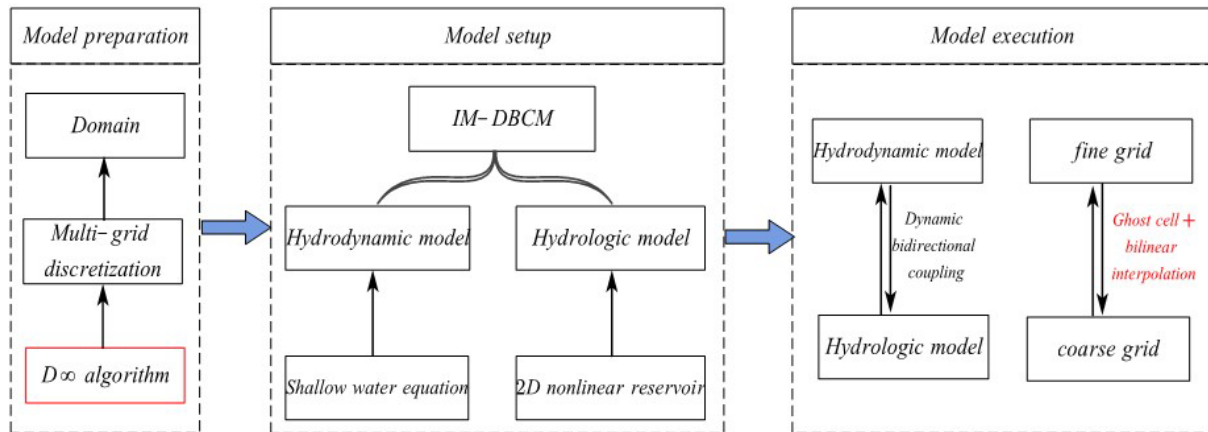 Model preparation
Domain
Multi-grid
discretization
D∞ algorithm
Model setup
IM-DBCM
Hydrodynamic model
Hydrologic model
Shallow water equation
2D nonlinear reservoir
Model execution
Hydrodynamic model
Dynamic
bidirectional
coupling
Hydrologic model
fine grid
Ghost cell +
bilinear
interpolation
coarse grid